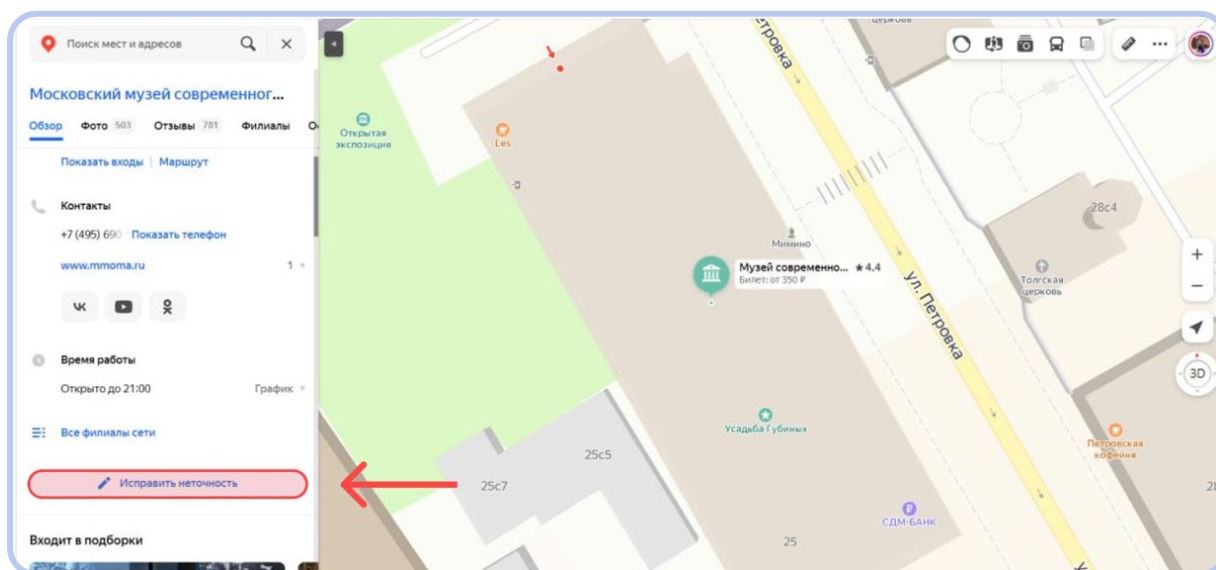 Поиск мест и адресов
Московский музей современног...
Обзор Фото 503 Отзывы 781 Филиалы О
Показать входы | Маршрут
Контакты
+7 (495) 690 Показать телефон
www.mmoma.ru 1
Время работы
Открыто до 21:00 График
Все филиалы сети
Исправить неточность
Входит в подборки
церковь
Петровка
Открытая
экспозиция
Les
28с4
Мимино
Музей современно... ★ 4,4
Билет: от 350 ₽
Толгская
церковь
ул. Петровка
Усадьба Губиных
Петровская
кофейня
25с5
25с7
СДМ-БАНК
25
3D